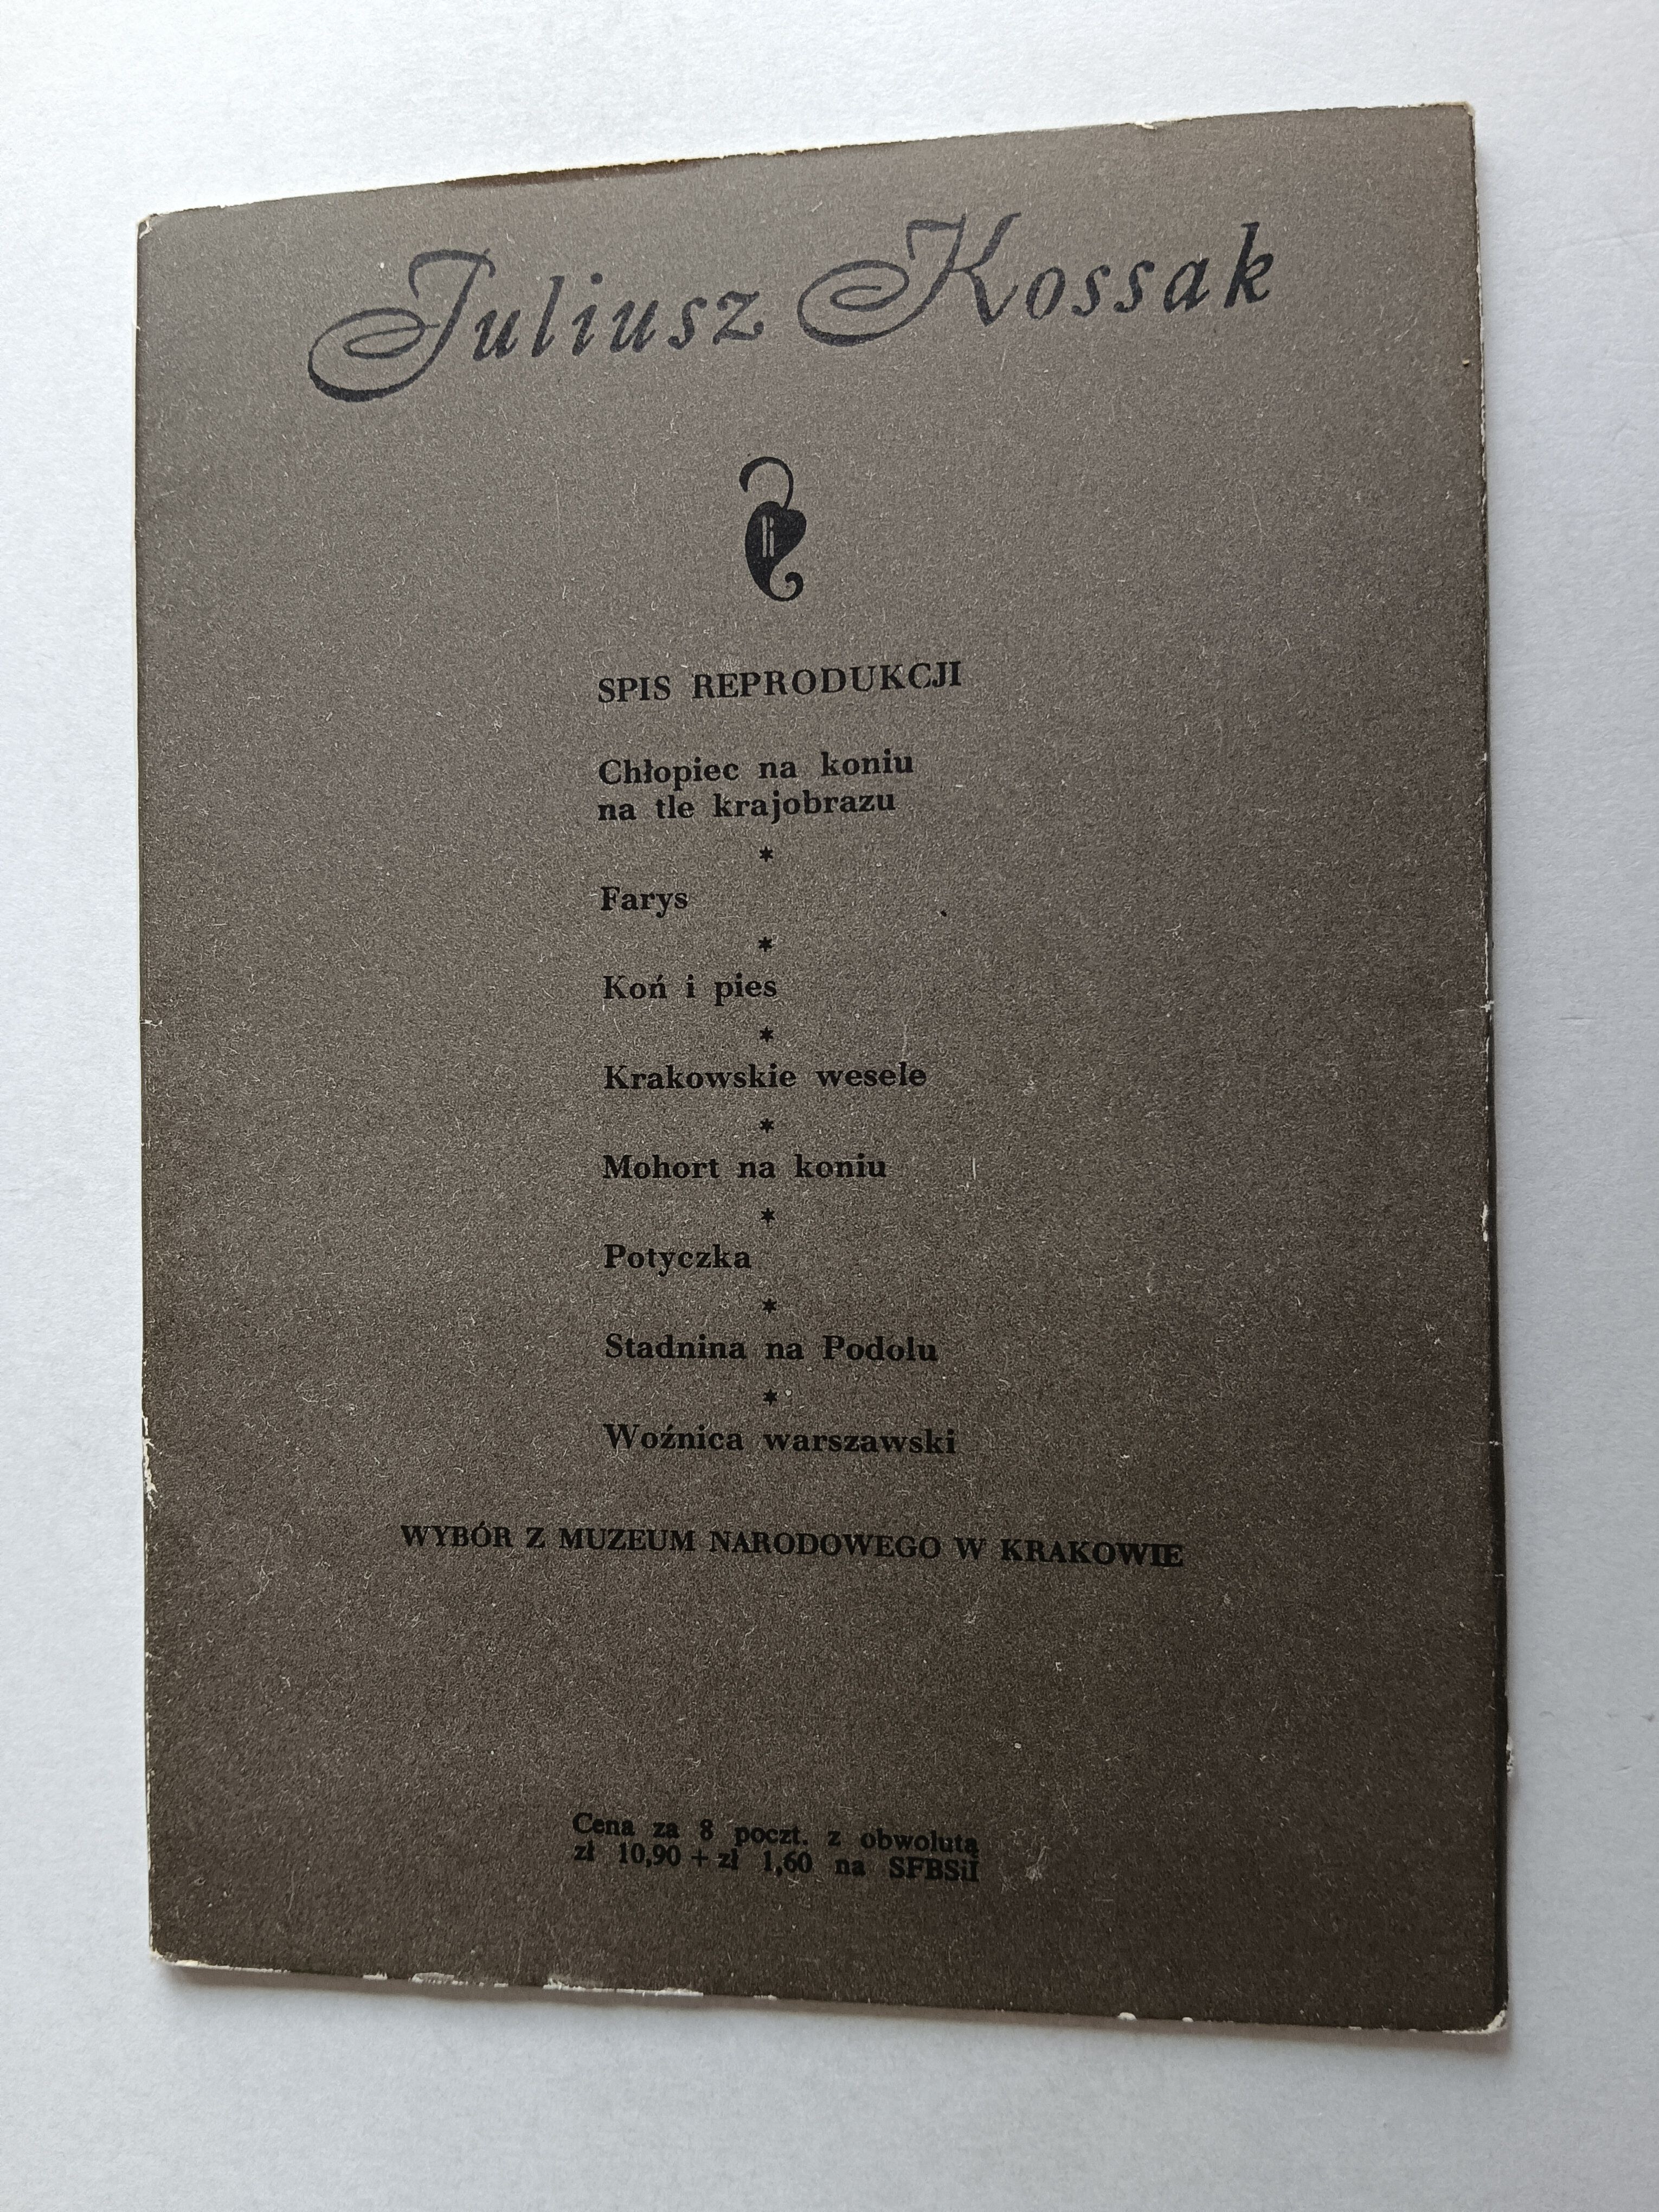 Juliusz Kossak
li
SPIS REPRODUKCJI
Chłopiec na koniu
na tle krajobrazu
*
Farys
*
Koń i pies
*
Krakowskie wesele
*
Mohort na koniu
*
Potyczka
*
Stadnina na Podolu
*
Woźnica warszawski
WYBÓR Z MUZEUM NARODOWEGO W KRAKOWIE
Cena za 8 poczt. z obwolutą
zł 10,90 + zł 1,60 na SFBSiI